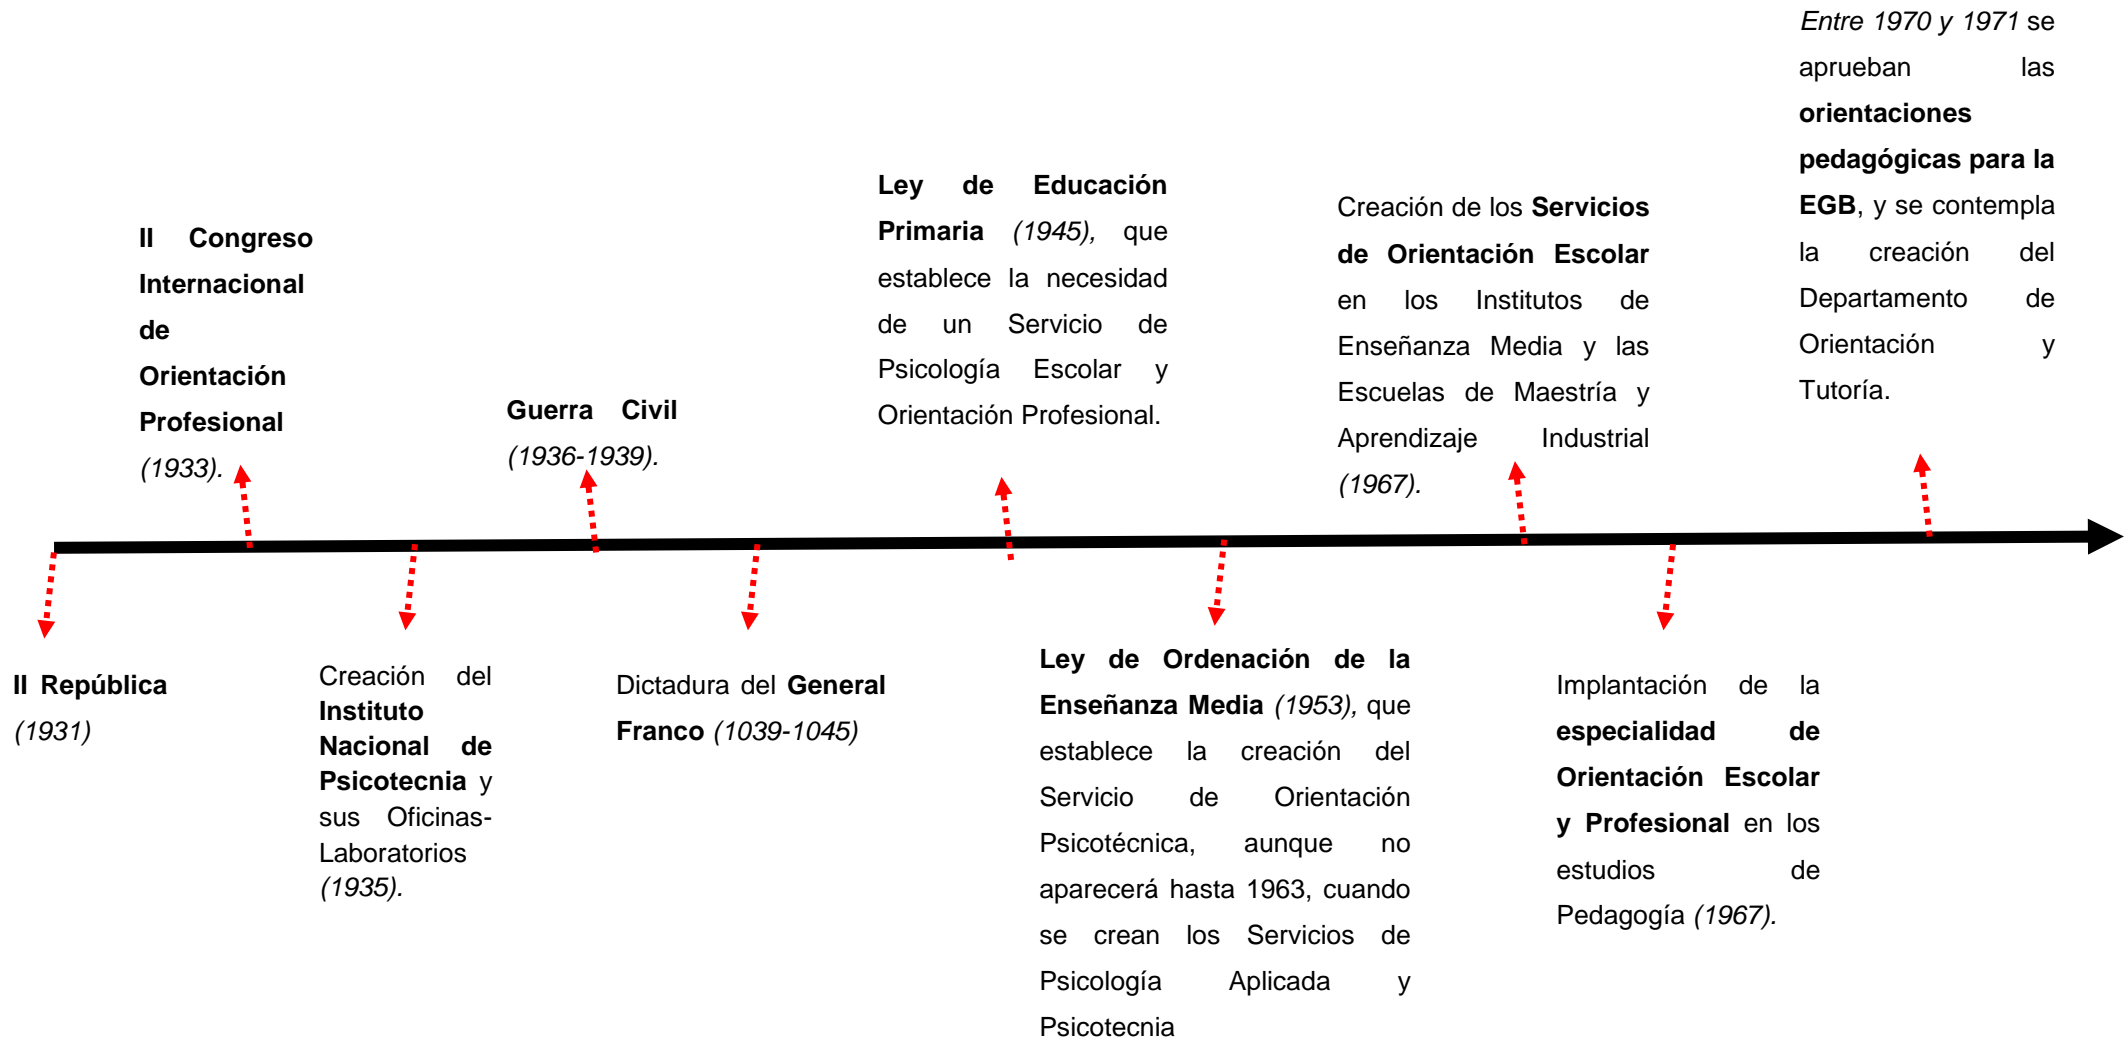 II República
(1931)
II Congreso
Internacional
de
Orientación
Profesional
(1933).
Creación del
Instituto
Nacional de
Psicotecnia y
sus Oficinas-
Laboratorios
(1935).
Guerra Civil
(1936-1939).
Dictadura del General
Franco (1039-1045)
Ley de Educación
Primaria (1945), que
establece la necesidad
de un Servicio de
Psicología Escolar y
Orientación Profesional.
Ley de Ordenación de la
Enseñanza Media (1953), que
establece la creación del
Servicio de Orientación
Psicotécnica, aunque no
aparecerá hasta 1963, cuando
se crean los Servicios de
Psicología Aplicada y
Psicotecnia
Creación de los Servicios
de Orientación Escolar
en los Institutos de
Enseñanza Media y las
Escuelas de Maestría y
Aprendizaje Industrial
(1967).
Implantación de la
especialidad de
Orientación Escolar
y Profesional en los
estudios de
Pedagogía (1967).
Entre 1970 y 1971 se
aprueban las
orientaciones
pedagógicas para la
EGB, y se contempla
la creación del
Departamento de
Orientación y
Tutoría.